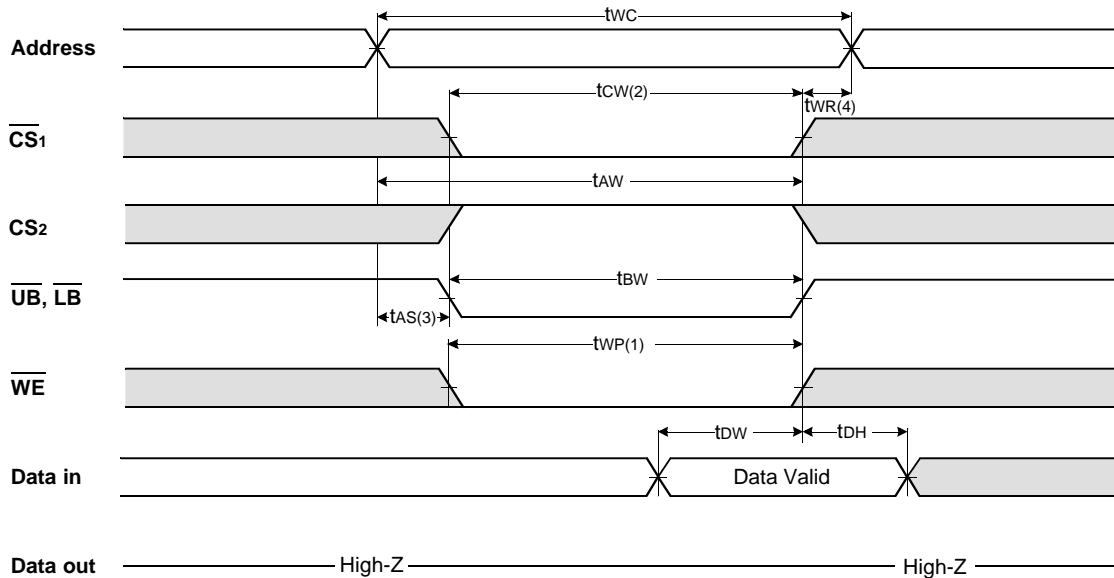 tWC
Address
tCW(2)
tWR(4)
CS1
tAW
CS2
tBW
UB, LB
tAS(3)
tWP(1)
WE
tDW
tDH
Data in
Data Valid
Data out
High-Z
High-Z